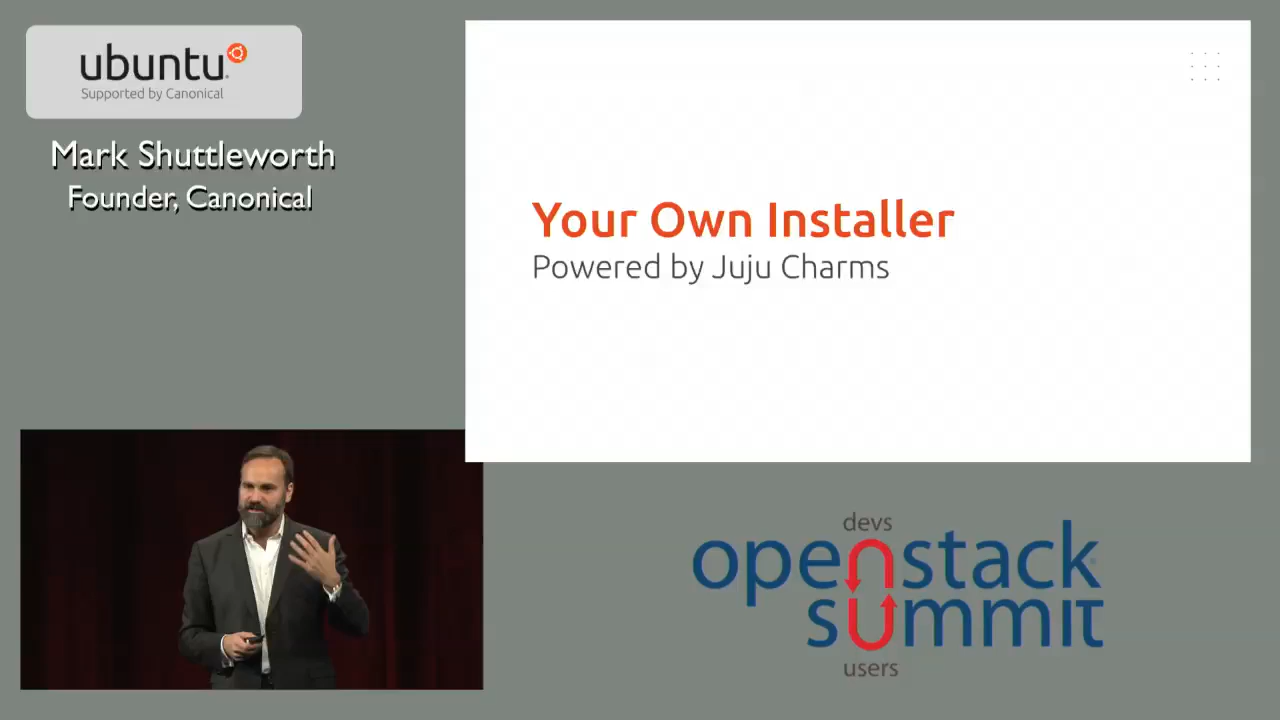 ubuntu
Supported by Canonical
Mark Shuttleworth
Founder, Canonical
Your Own Installer
Powered by Juju Charms
devs
openstack
summit
users